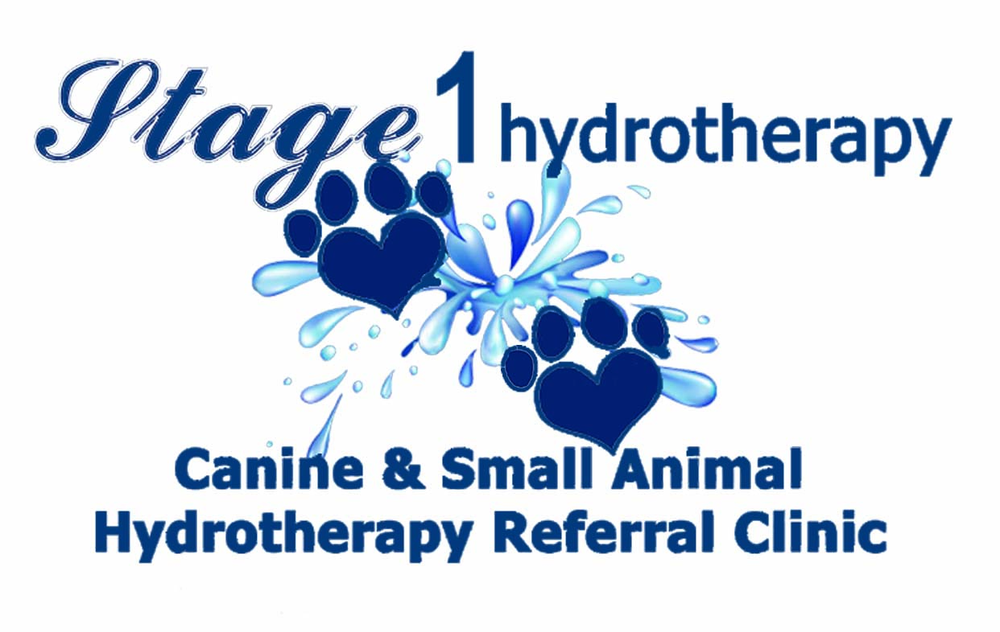 Stage 1 hydrotherapy
Canine & Small Animal
Hydrotherapy Referral Clinic